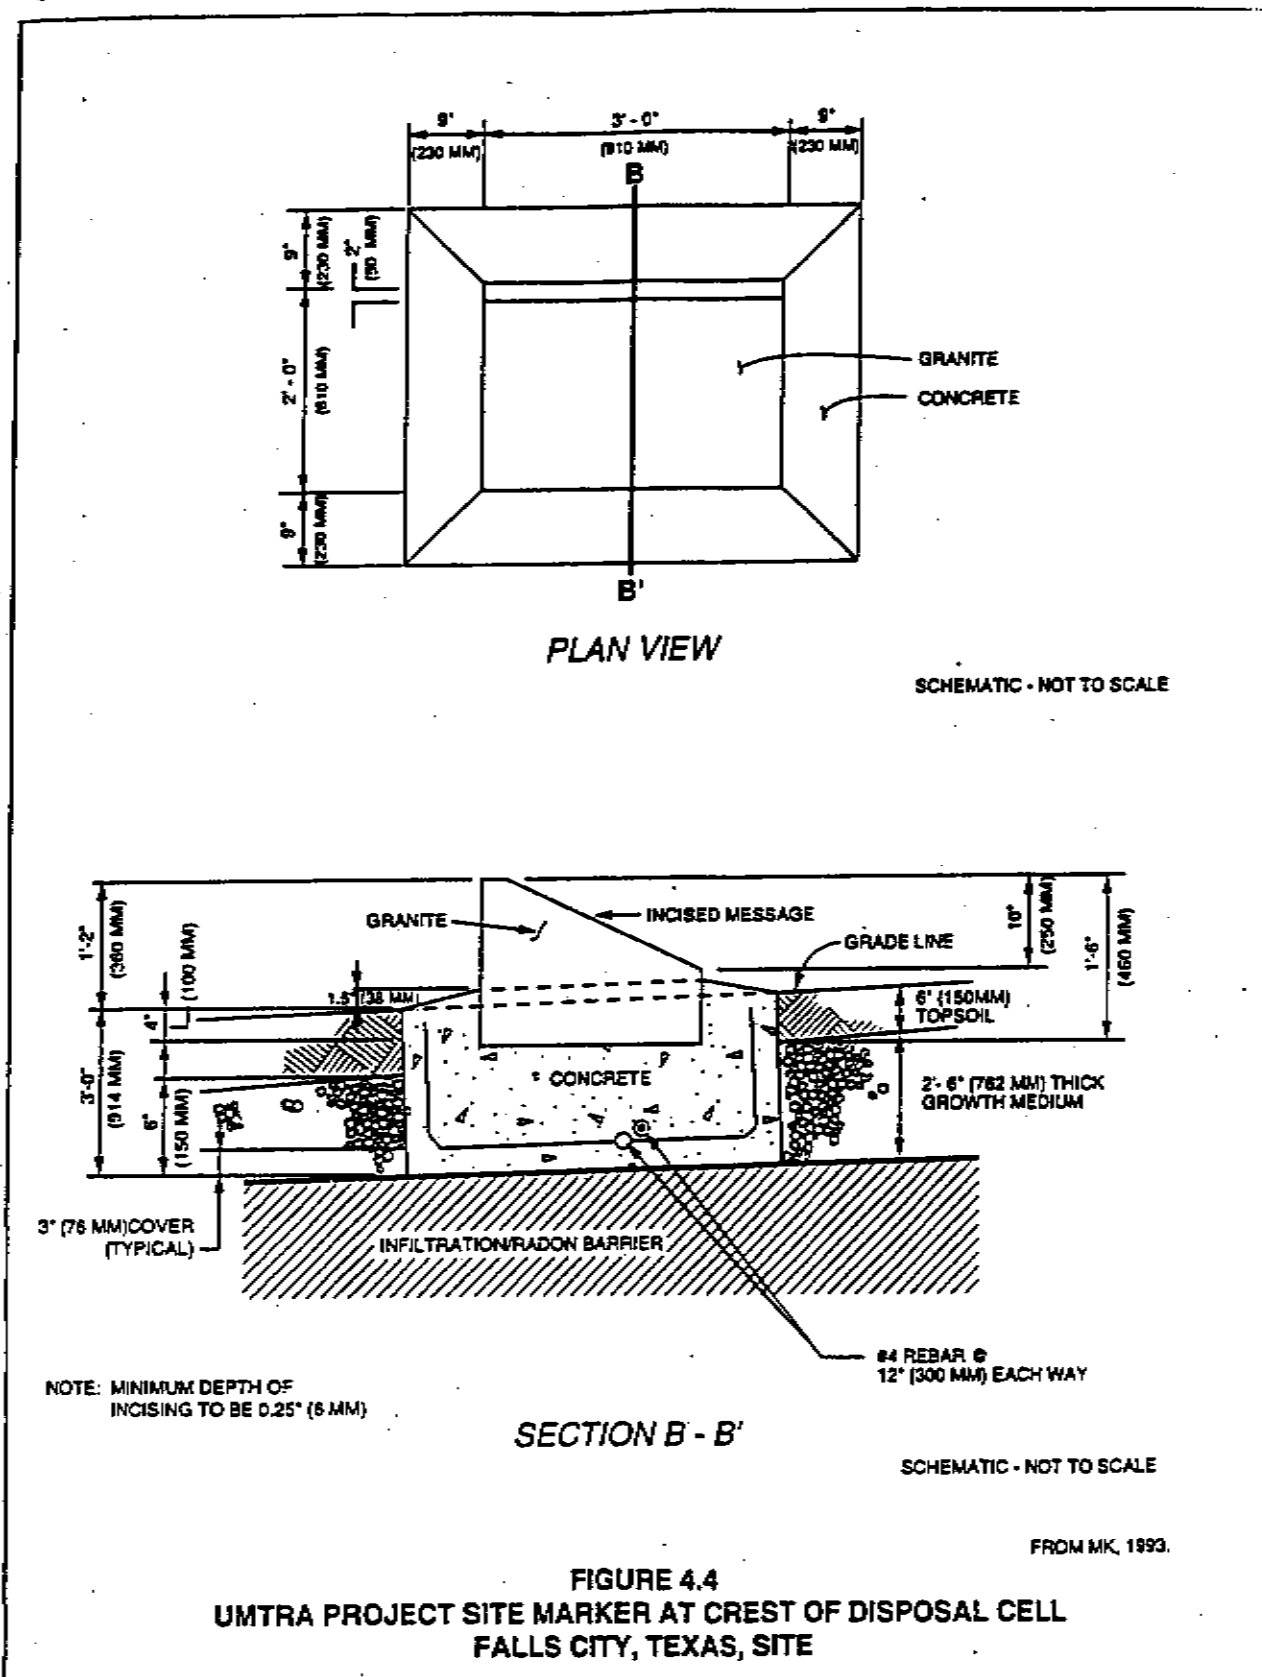 9" 3'-0" 9"
(230 MM) (910 MM) (230 MM)
B
9"
(230 MM)
2"
(50 MM)
2'-0"
(610 MM)
9"
(230 MM)
GRANITE
CONCRETE
B'
PLAN VIEW
SCHEMATIC - NOT TO SCALE
1'-2"
(360 MM)
(100 MM)
4"
1.5" (38 MM)
GRANITE
INCISED MESSAGE
GRADE LINE
10"
(250 MM)
1'-6"
(460 MM)
6" (150MM)
TOPSOIL
3'-0"
(914 MM)
6"
(150 MM)
CONCRETE
2'- 6" (762 MM) THICK
GROWTH MEDIUM
3" (76 MM)COVER
(TYPICAL)
INFILTRATION/RADON BARRIER
#4 REBAR @
12" (300 MM) EACH WAY
NOTE: MINIMUM DEPTH OF
INCISING TO BE 0.25" (6 MM)
SECTION B - B'
SCHEMATIC - NOT TO SCALE
FROM MK, 1993.
FIGURE 4.4
UMTRA PROJECT SITE MARKER AT CREST OF DISPOSAL CELL
FALLS CITY, TEXAS, SITE